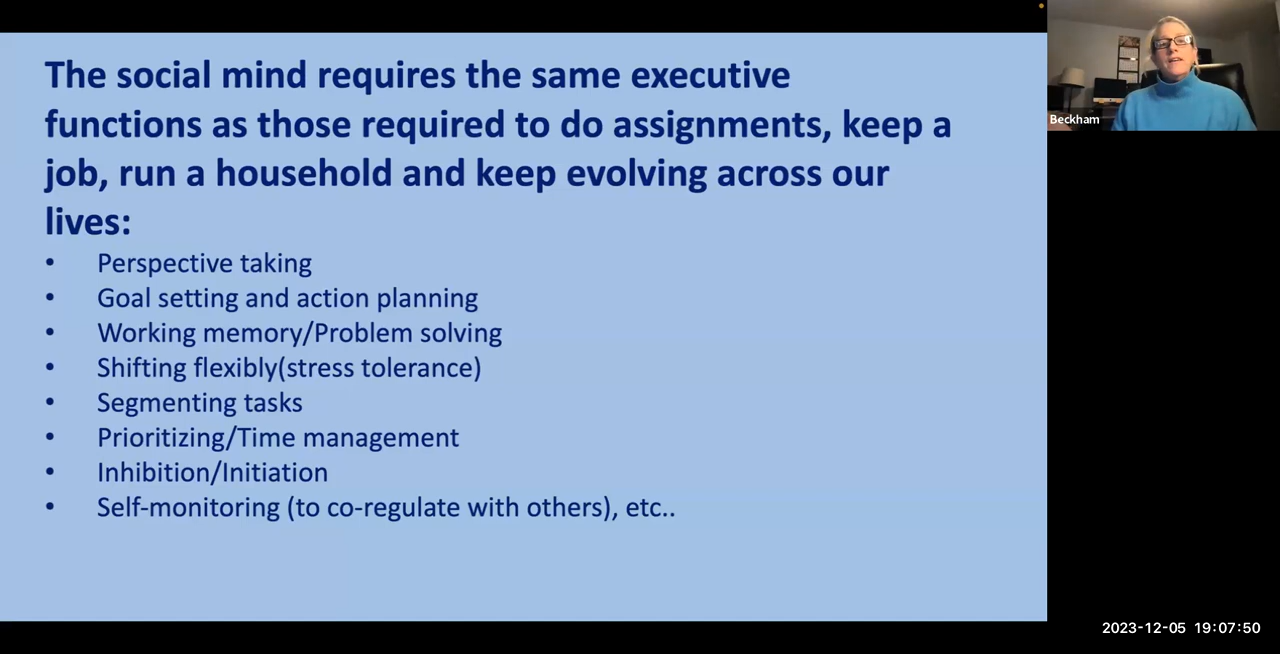 The social mind requires the same executive
functions as those required to do assignments, keep a
job, run a household and keep evolving across our
lives:
• Perspective taking
• Goal setting and action planning
• Working memory/Problem solving
• Shifting flexibly(stress tolerance)
• Segmenting tasks
• Prioritizing/Time management
• Inhibition/Initiation
• Self-monitoring (to co-regulate with others), etc..
Beckham
2023-12-05 19:07:50